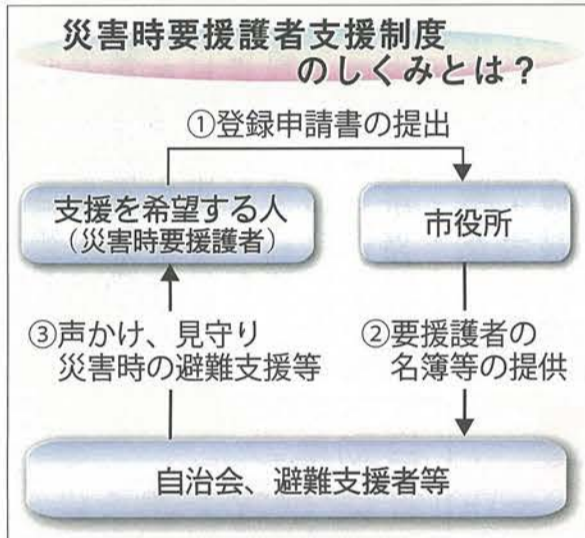 災害時要援護者支援制度
のしくみとは？
①登録申請書の提出
支援を希望する人
（災害時要援護者）
市役所
③声かけ、見守り
災害時の避難支援等
②要援護者の
名簿等の提供
自治会、避難支援者等